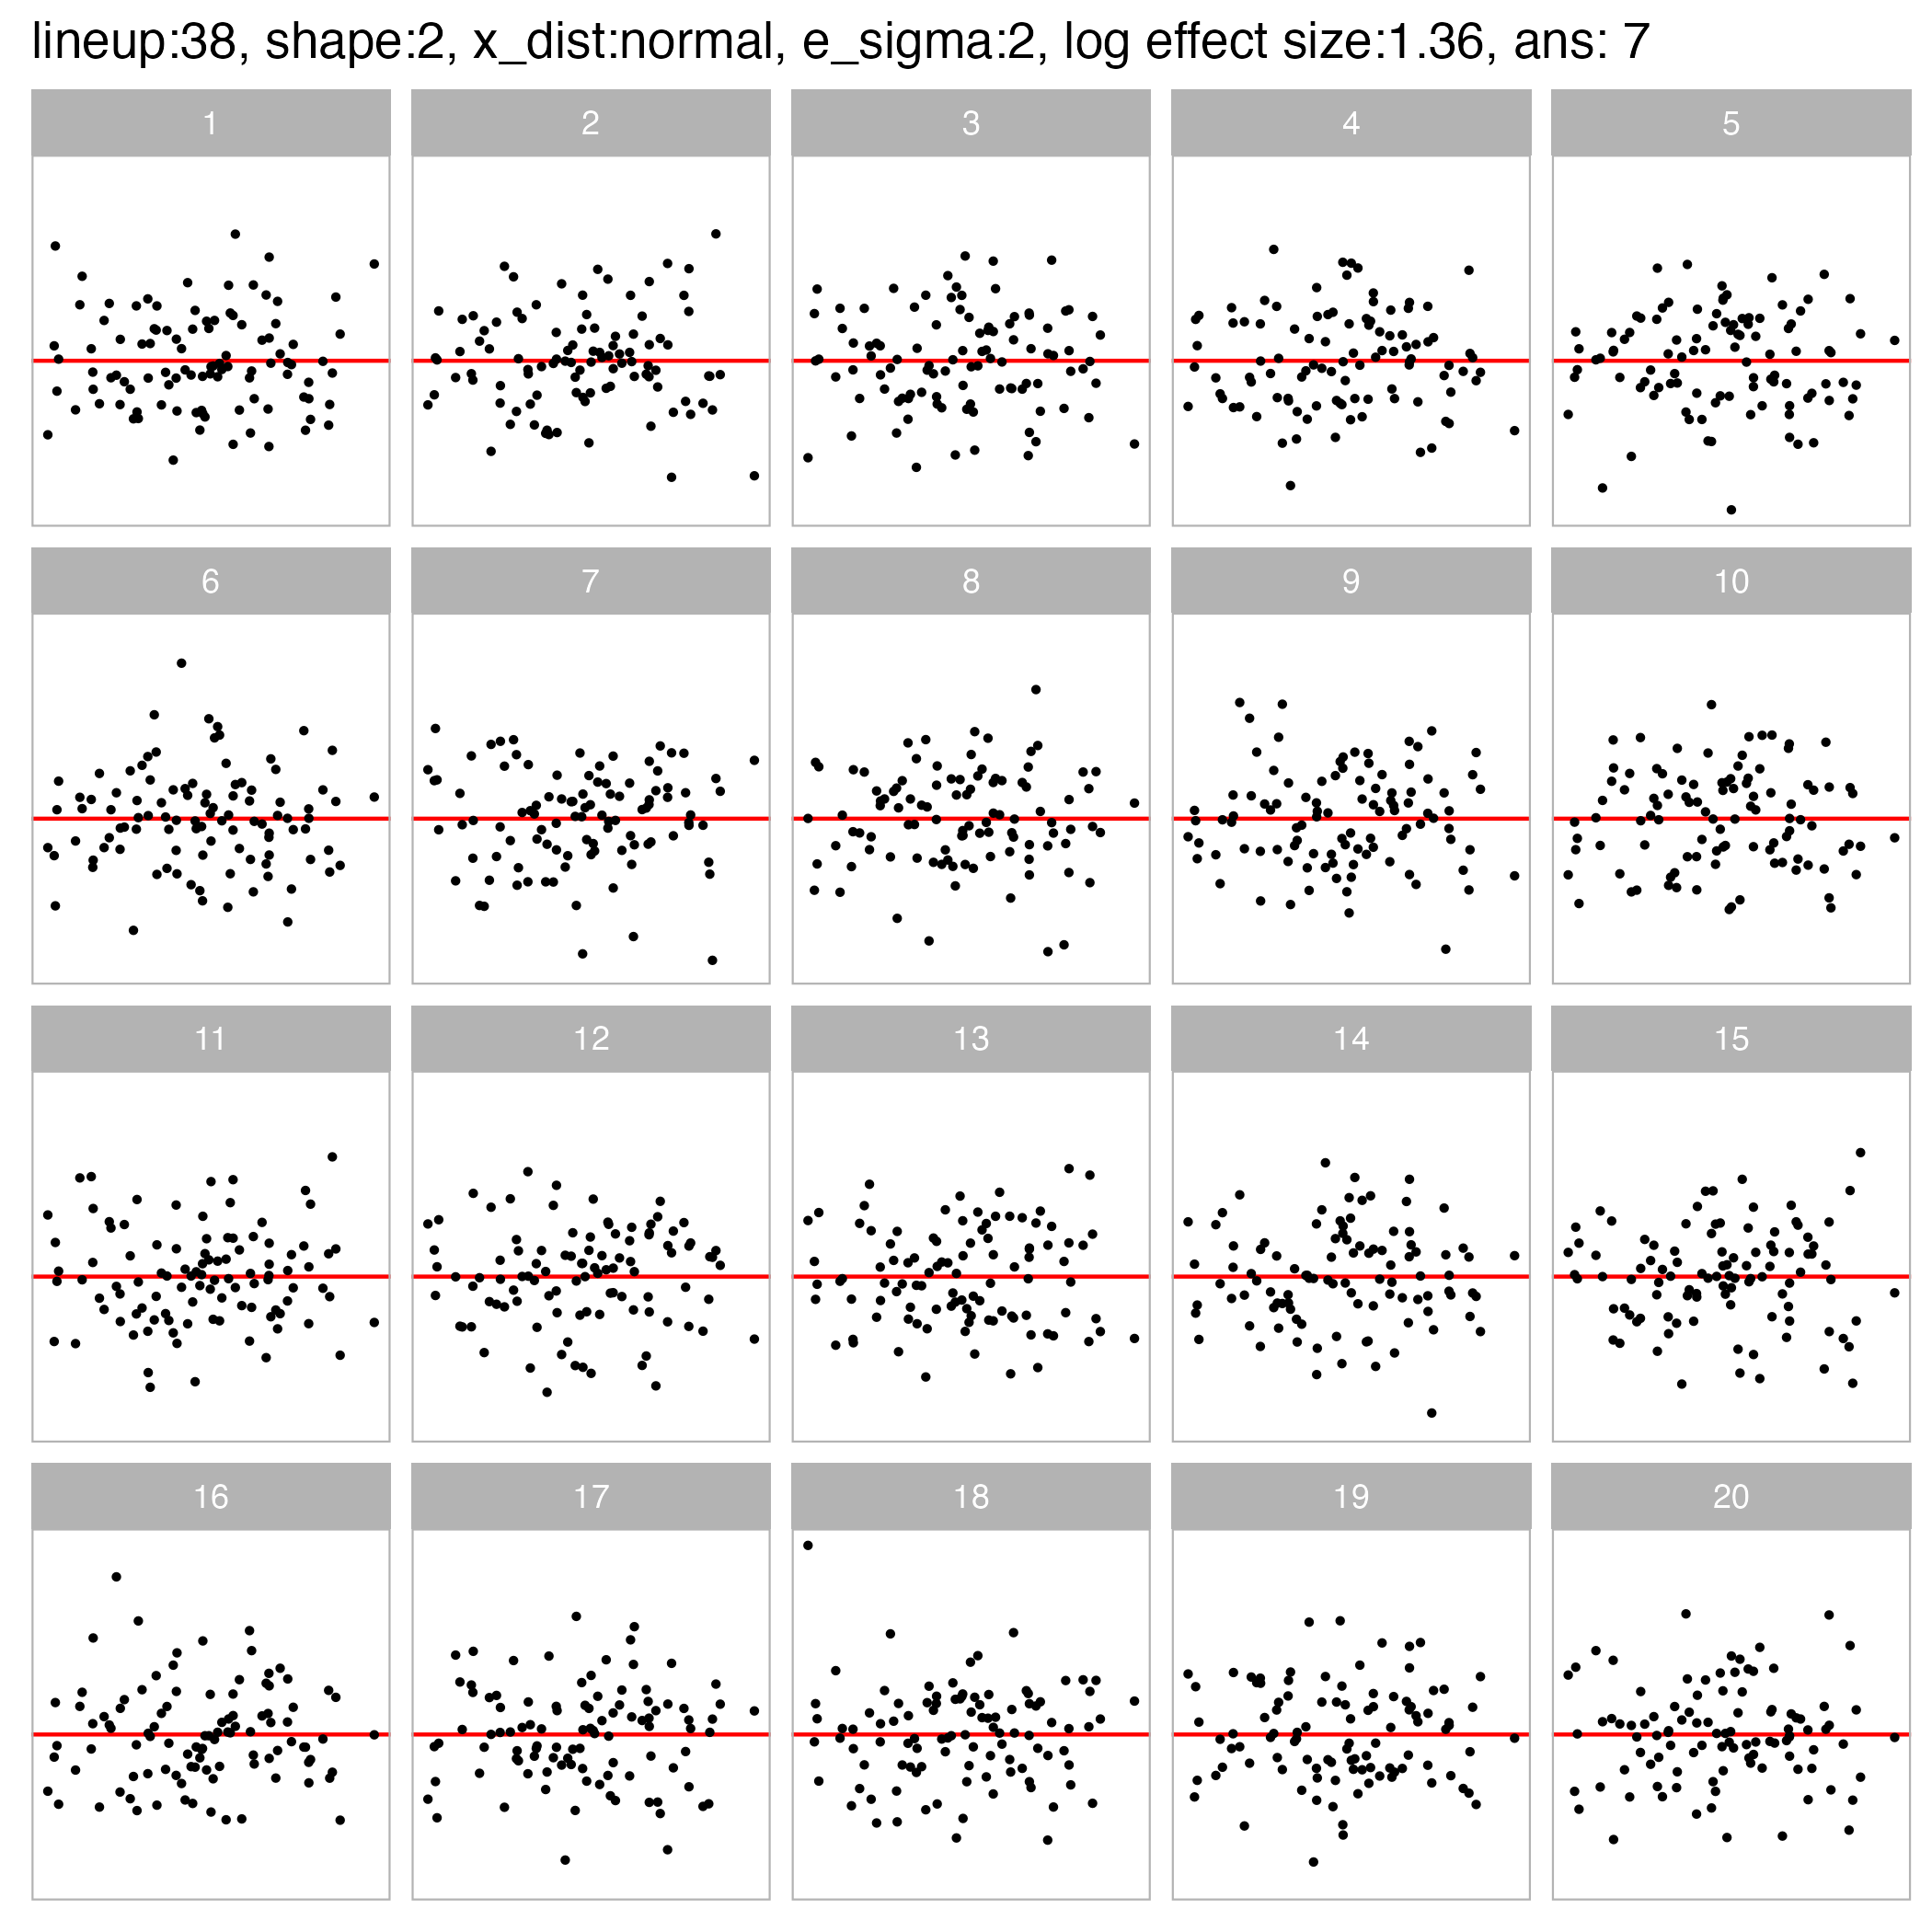 lineup:38, shape:2, x_dist:normal, e_sigma:2, log effect size:1.36, ans: 7
1 2 3 4 5
6 7 8 9 10
11 12 13 14 15
16 17 18 19 20